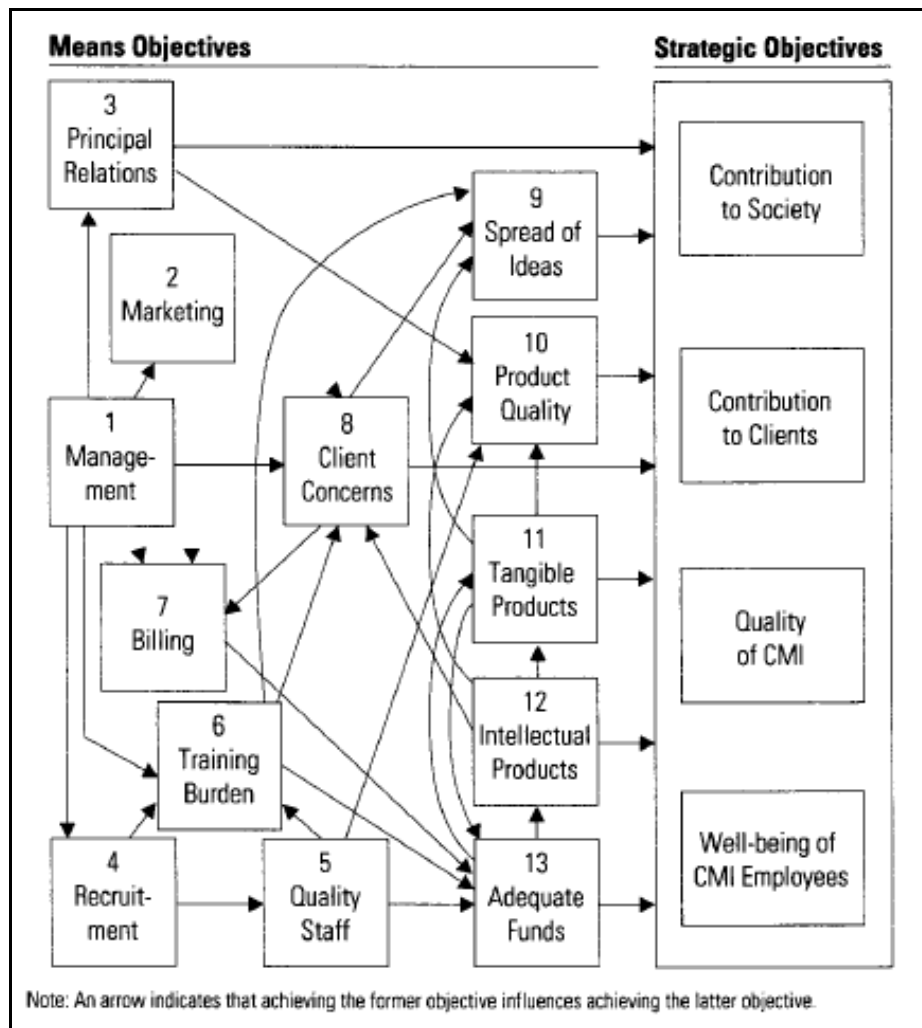 Means Objectives
Strategic Objectives
3
Principal
Relations
2
Marketing
1
Manage-
ment
8
Client
Concerns
7
Billing
6
Training
Burden
4
Recruit-
ment
5
Quality
Staff
9
Spread of
Ideas
10
Product
Quality
11
Tangible
Products
12
Intellectual
Products
13
Adequate
Funds
Contribution
to Society
Contribution
to Clients
Quality
of CMI
Well-being of
CMI Employees
Note: An arrow indicates that achieving the former objective influences achieving the latter objective.